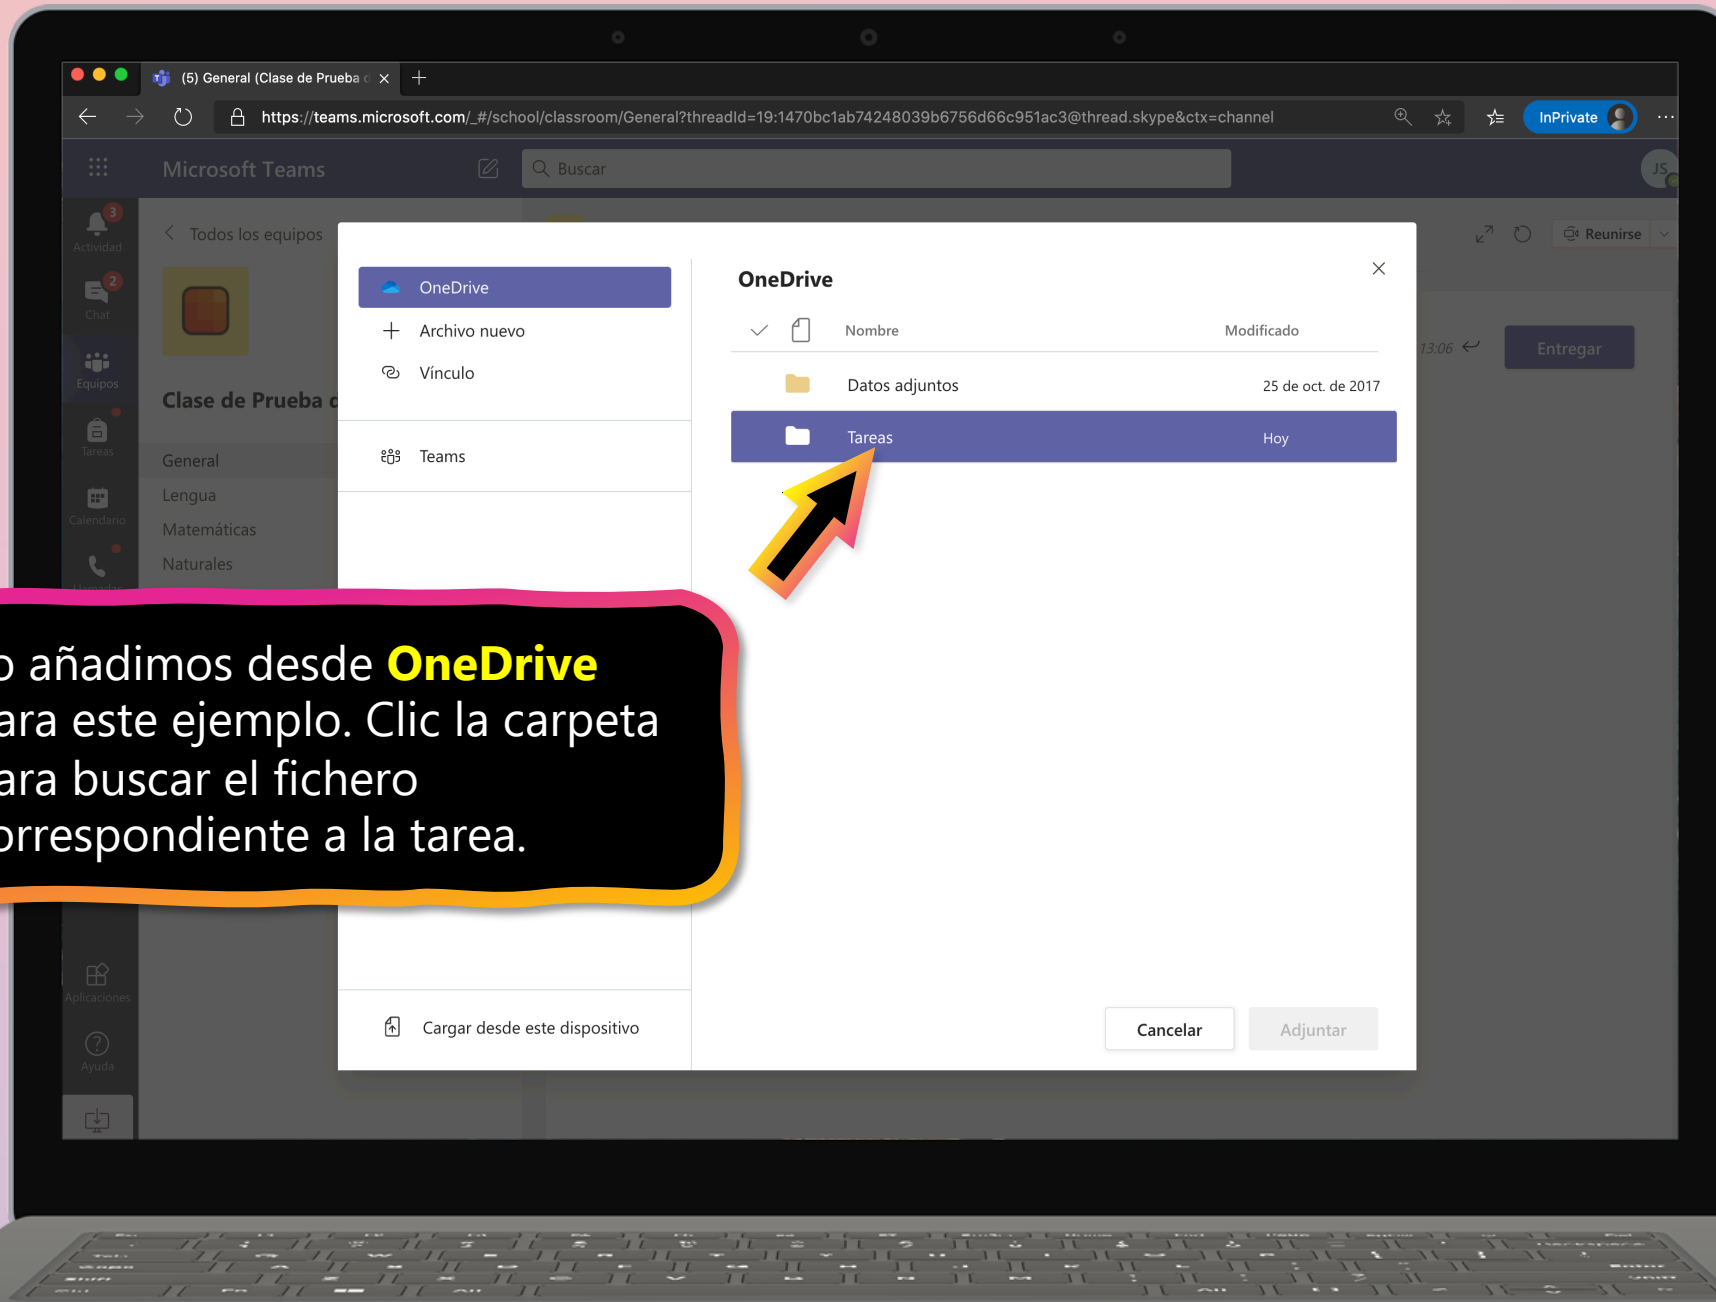 (5) General (Clase de Prueba d
https://teams.microsoft.com/_#/school/classroom/General?threadId=19:1470bc1ab74248039b6756d66c951ac3@thread.skype&ctx=channel
InPrivate
Microsoft Teams
Buscar
JS
3
Actividad
Todos los equipos
Reunirse
OneDrive
OneDrive
2
Chat
Archivo nuevo
Nombre
Modificado
13:06
Entregar
Vínculo
Equipos
Datos adjuntos
25 de oct. de 2017
Clase de Prueba d
Tareas
Hoy
Tareas
General
Teams
Lengua
Calendario
Matemáticas
Naturales
Llamadas
o añadimos desde OneDrive
ara este ejemplo. Clic la carpeta
ara buscar el fichero
orrespondiente a la tarea.
Aplicaciones
Cargar desde este dispositivo
Cancelar
Adjuntar
Ayuda